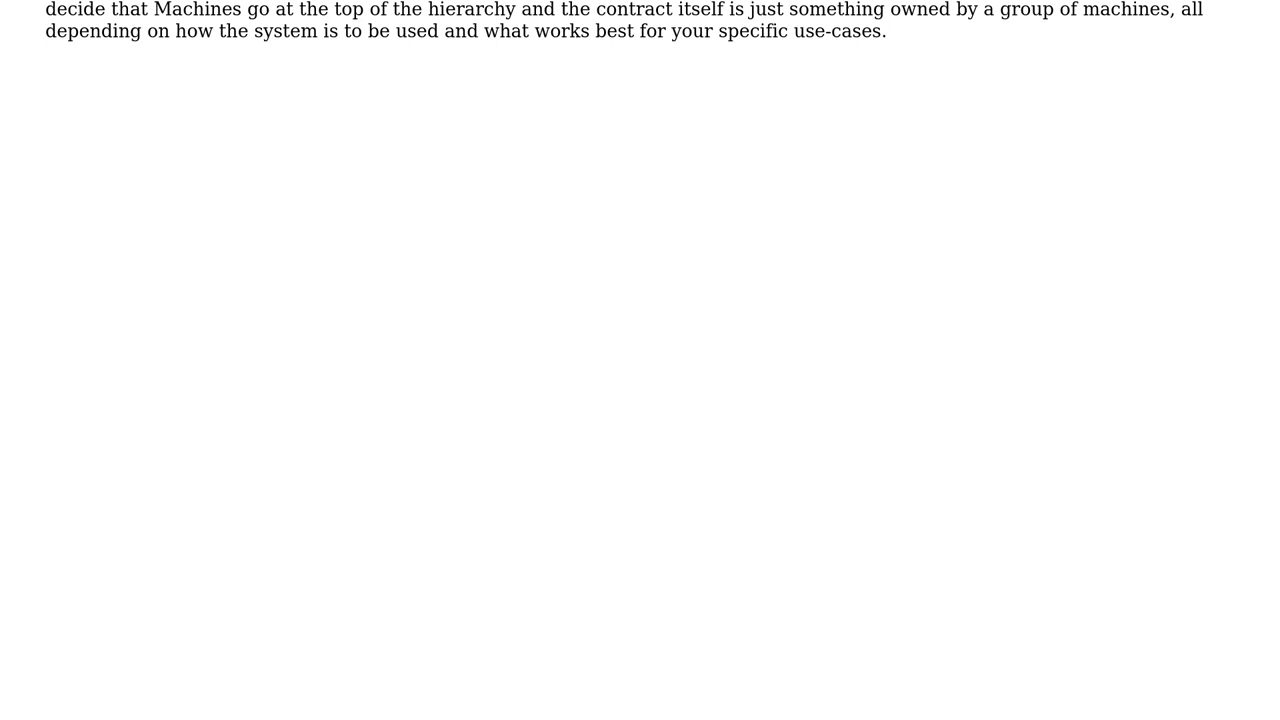 decide that Machines go at the top of the hierarchy and the contract itself is just something owned by a group of machines, all
depending on how the system is to be used and what works best for your specific use-cases.